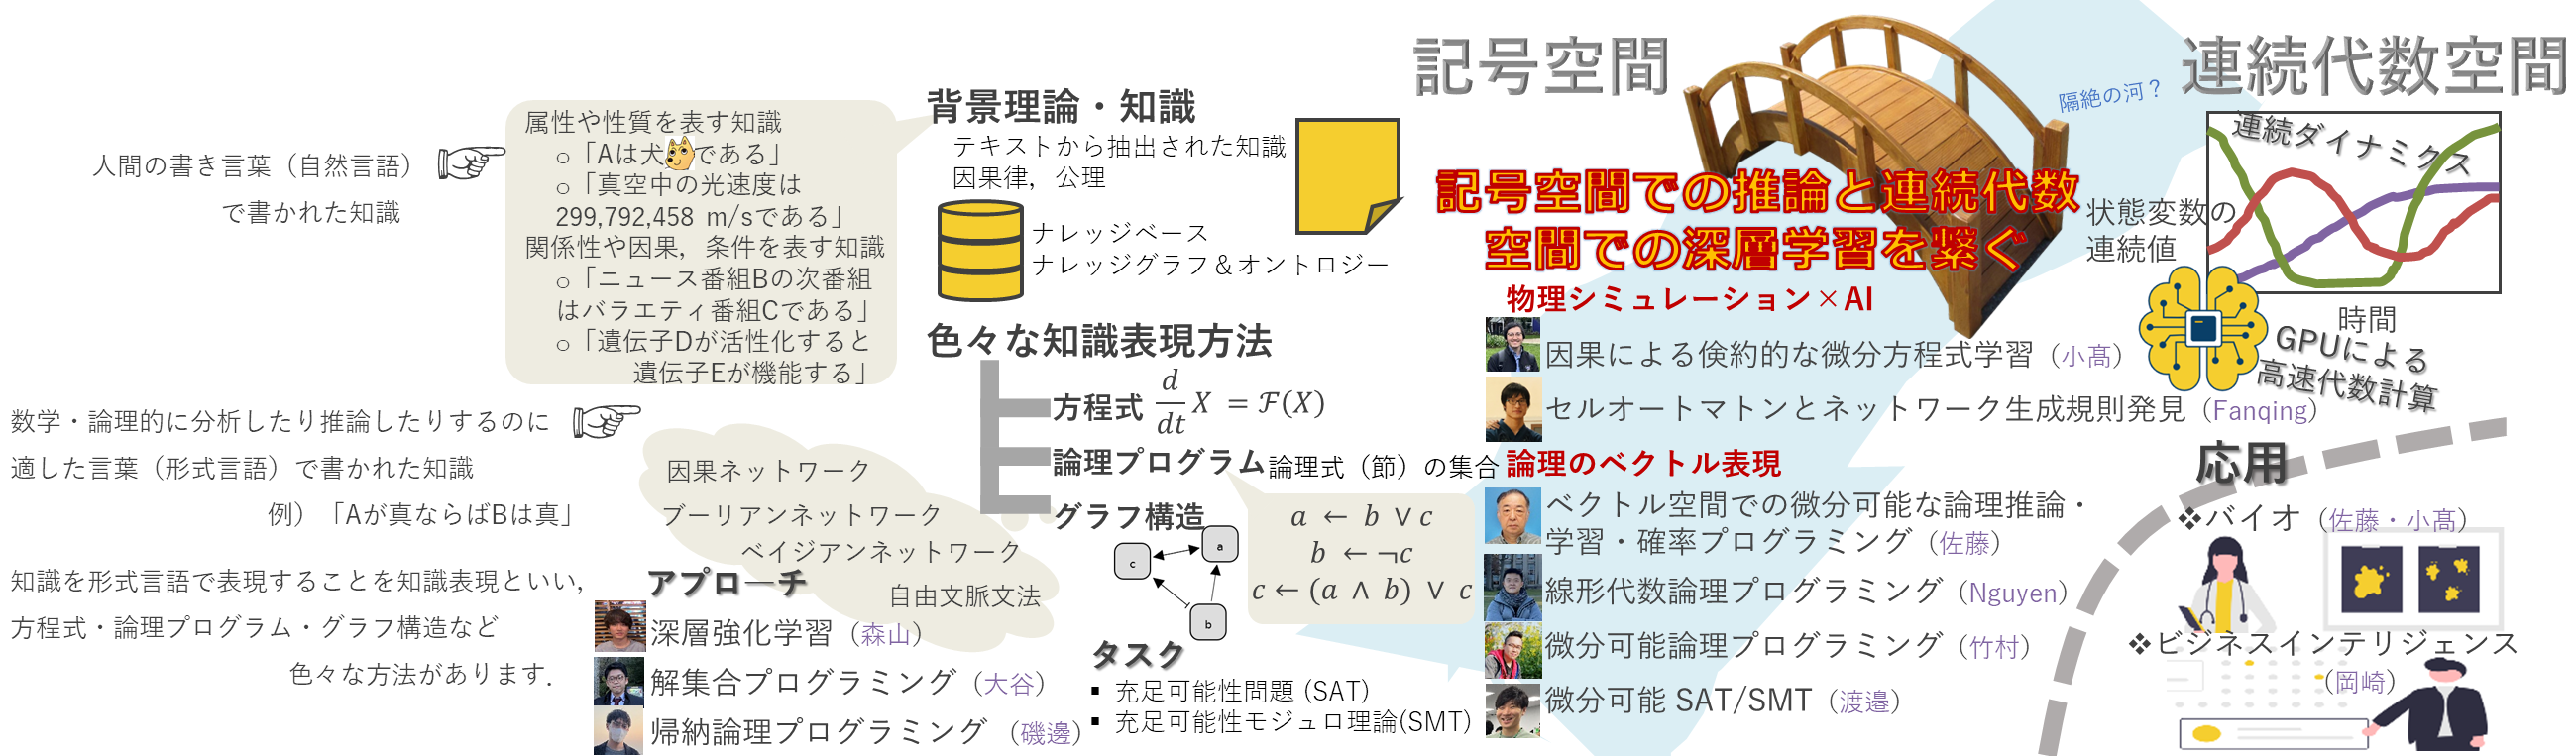 人間の書き言葉（自然言語）
で書かれた知識
数学・論理的に分析したり推論したりするのに
適した言葉（形式言語）で書かれた知識
例）「Aが真ならばBは真」
知識を形式言語で表現することを知識表現といい,
方程式・論理プログラム・グラフ構造など
色々な方法があります.
属性や性質を表す知識
○「Aは犬である」
○「真空中の光速度は
299,792,458 m/sである」
関係性や因果, 条件を表す知識
○「ニュース番組Bの次番組
はバラエティ番組Cである」
○「遺伝子Dが活性化すると
遺伝子Eが機能する」
背景理論・知識
テキストから抽出された知識
因果律, 公理
ナレッジベース
ナレッジグラフ＆オントロジー
色々な知識表現方法
方程式 d/dt X = ℱ(X)
論理プログラム 論理式（節）の集合
グラフ構造
a ← b ∨ c
b ← ¬c
c ← (a ∧ b) ∨ c
a
c
b
因果ネットワーク
ブーリアンネットワーク
ベイジアンネットワーク
自由文脈文法
アプローチ
深層強化学習（森山）
解集合プログラミング（大谷）
帰納論理プログラミング（磯邉）
タスク
▪ 充足可能性問題 (SAT)
▪ 充足可能性モジュロ理論(SMT)
記号空間
連続代数空間
隔絶の河？
記号空間での推論と連続代数
空間での深層学習を繋ぐ
物理シミュレーション×AI
因果による倹約的な微分方程式学習（小髙）
セルオートマトンとネットワーク生成規則発見（Fanqing）
論理のベクトル表現
ベクトル空間での微分可能な論理推論・
学習・確率プログラミング（佐藤）
線形代数論理プログラミング（Nguyen）
微分可能論理プログラミング（竹村）
微分可能 SAT/SMT（渡邉）
連続ダイナミクス
状態変数の
連続値
時間
GPUによる
高速代数計算
応用
❖バイオ（佐藤・小髙）
❖ビジネスインテリジェンス
（岡崎）